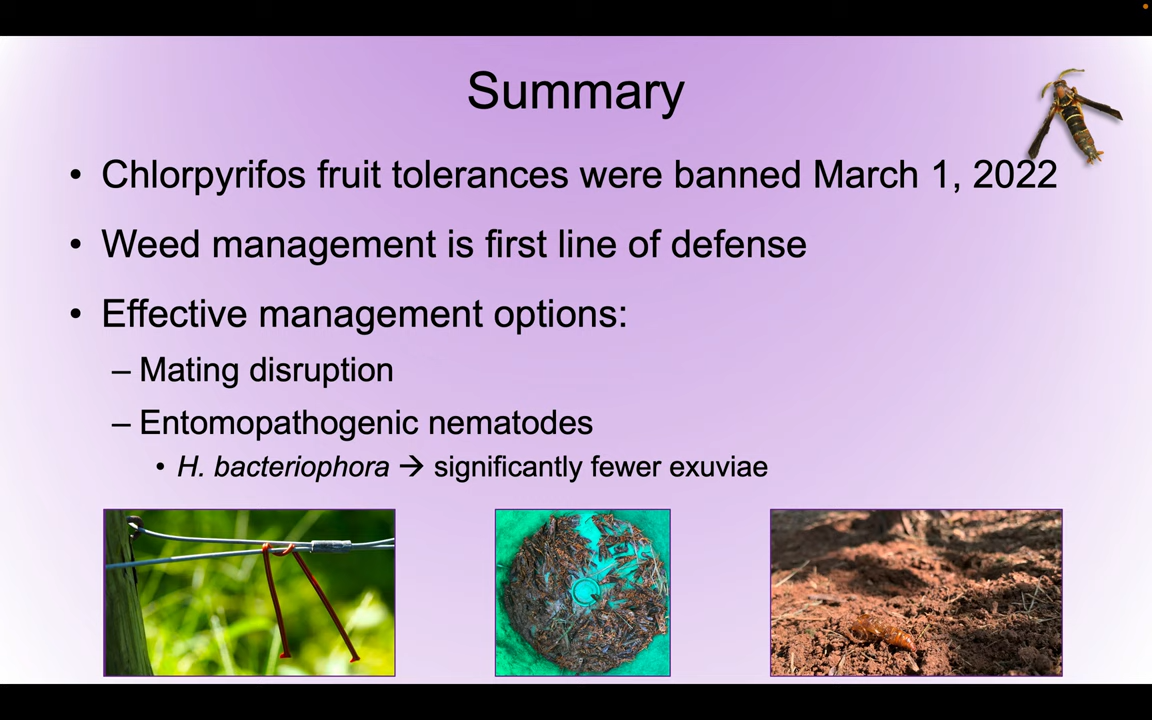 Summary
• Chlorpyrifos fruit tolerances were banned March 1, 2022
• Weed management is first line of defense
• Effective management options:
– Mating disruption
– Entomopathogenic nematodes
• H. bacteriophora → significantly fewer exuviae